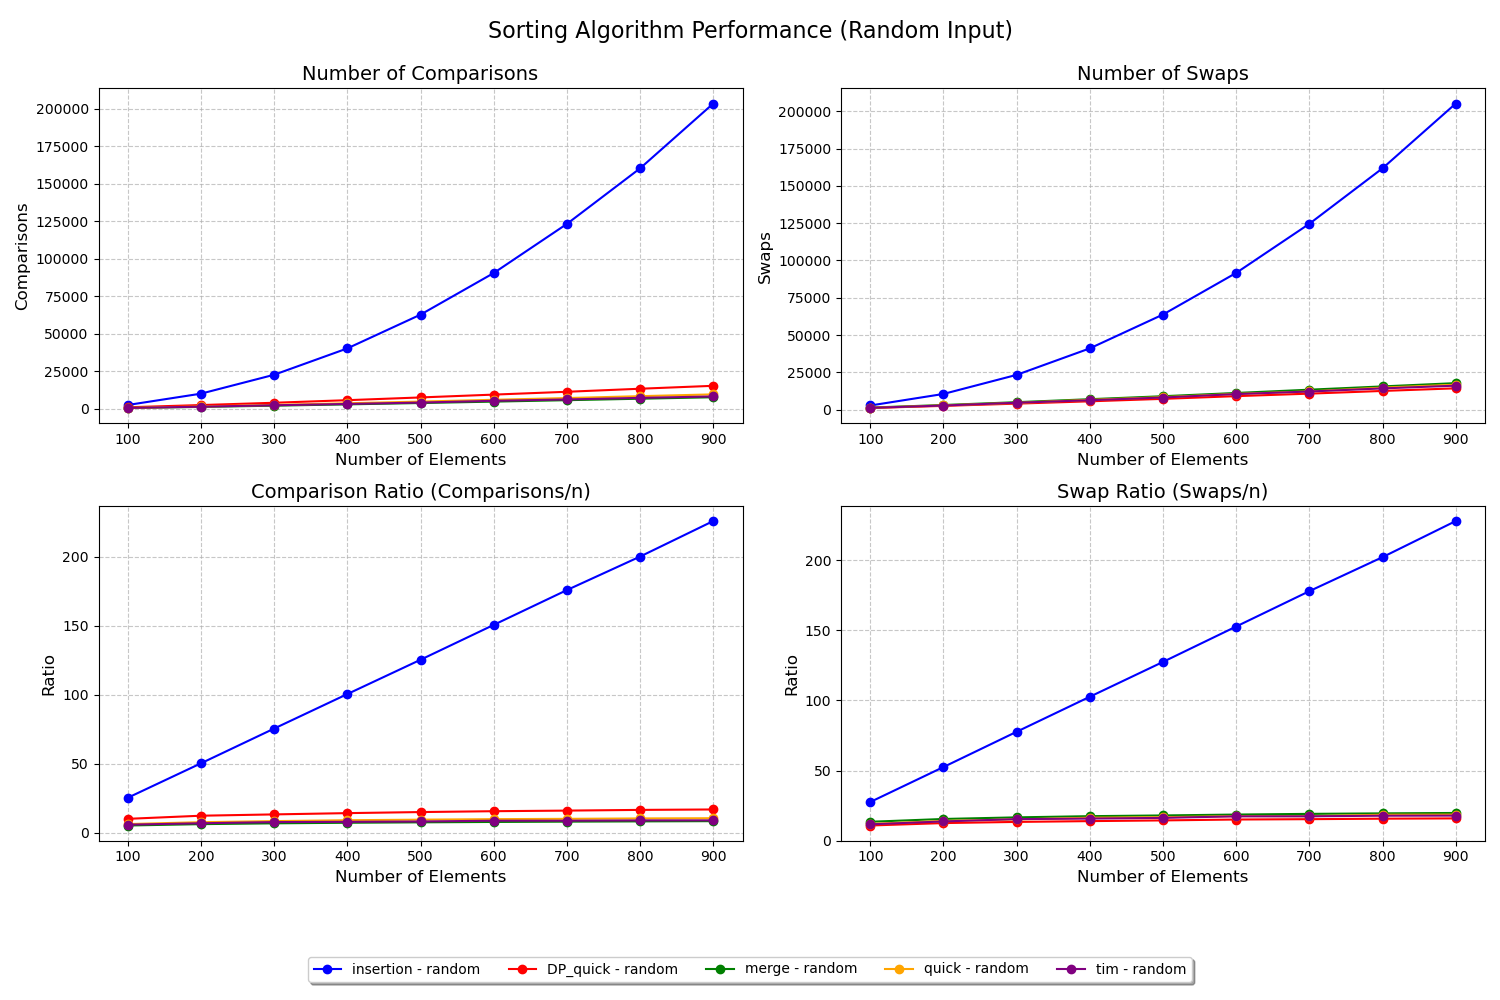 Sorting Algorithm Performance (Random Input)
Number of Comparisons
Comparisons
200000
175000
150000
125000
100000
75000
50000
25000
0
100 200 300 400 500 600 700 800 900
Number of Elements
Number of Swaps
Swaps
200000
175000
150000
125000
100000
75000
50000
25000
0
100 200 300 400 500 600 700 800 900
Number of Elements
Comparison Ratio (Comparisons/n)
Ratio
200
150
100
50
0
100 200 300 400 500 600 700 800 900
Number of Elements
Swap Ratio (Swaps/n)
Ratio
200
150
100
50
0
100 200 300 400 500 600 700 800 900
Number of Elements
insertion - random DP_quick - random merge - random quick - random tim - random